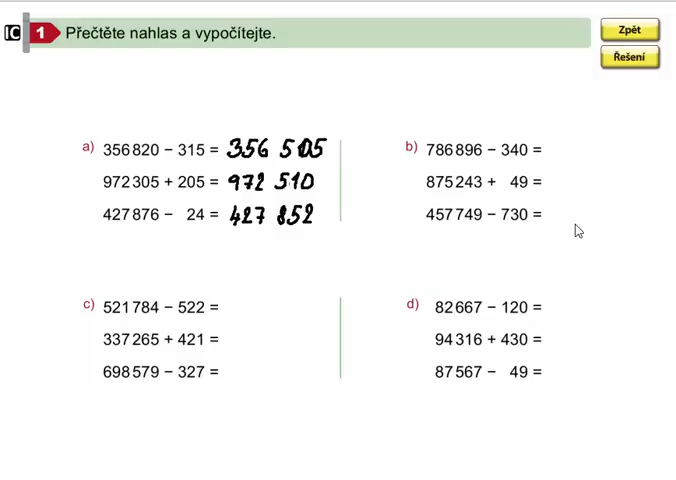 IC 1 Přečtěte nahlas a vypočítejte.
Zpět
Řešení
a) 356 820 − 315 = 356 505
972 305 + 205 = 972 510
427 876 − 24 = 427 852
b) 786 896 − 340 =
875 243 + 49 =
457 749 − 730 =
c) 521 784 − 522 =
337 265 + 421 =
698 579 − 327 =
d) 82 667 − 120 =
94 316 + 430 =
87 567 − 49 =